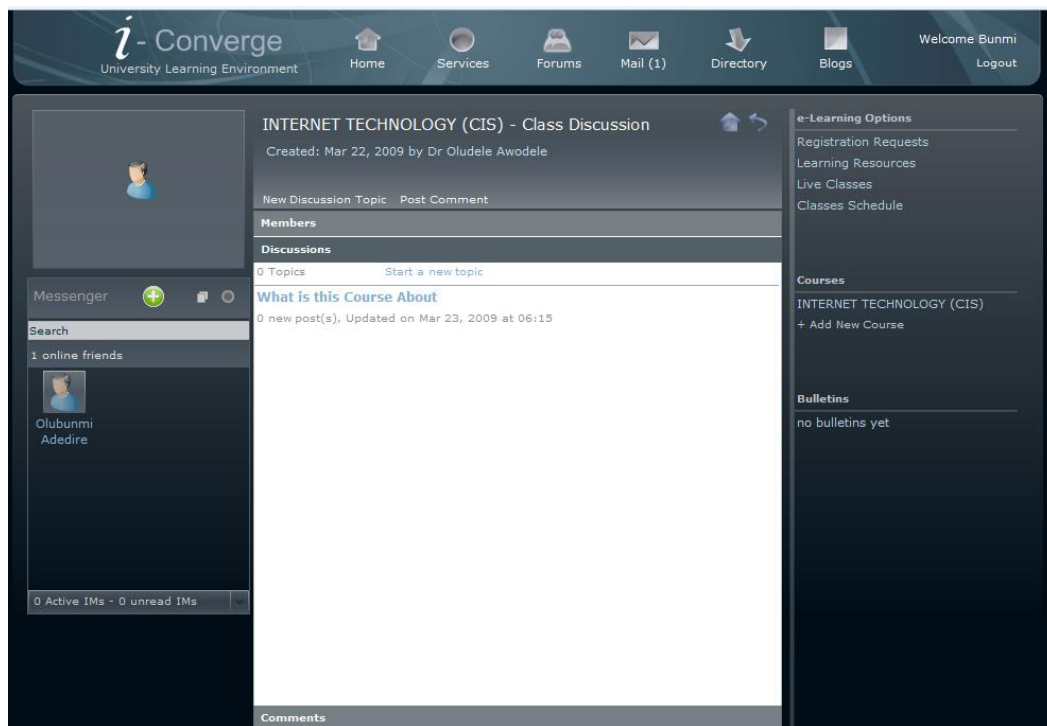 i - Converge
University Learning Environment
Home
Services
Forums
Mail (1)
Directory
Blogs
Welcome Bunmi
Logout
Messenger
Search
1 online friends
Olubunmi
Adedire
0 Active IMs - 0 unread IMs
INTERNET TECHNOLOGY (CIS) - Class Discussion
Created: Mar 22, 2009 by Dr Oludele Awodele
New Discussion Topic Post Comment
Members
Discussions
0 Topics Start a new topic
What is this Course About
0 new post(s), Updated on Mar 23, 2009 at 06:15
Comments
e-Learning Options
Registration Requests
Learning Resources
Live Classes
Classes Schedule
Courses
INTERNET TECHNOLOGY (CIS)
+ Add New Course
Bulletins
no bulletins yet